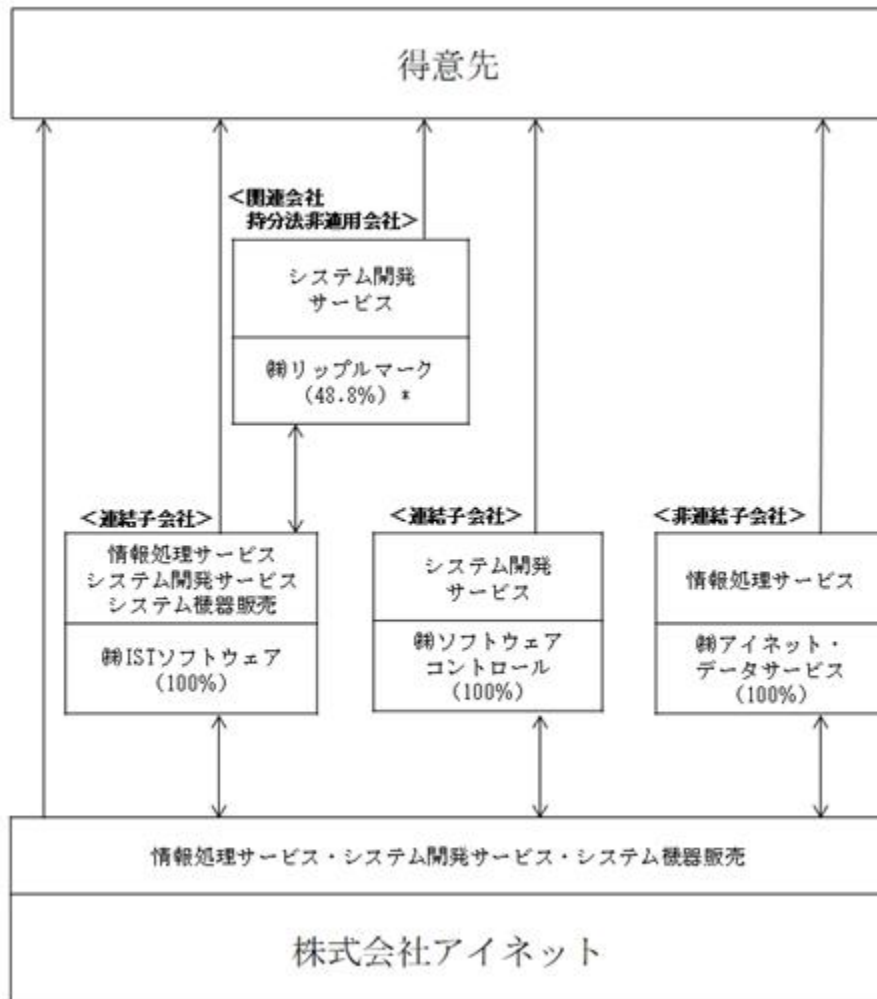 得意先
<関連会社
持分法非適用会社>
システム開発
サービス
㈱リップルマーク
(48.8%) *
<連結子会社>
情報処理サービス
システム開発サービス
システム機器販売
㈱ISTソフトウェア
(100%)
<連結子会社>
システム開発
サービス
㈱ソフトウェア
コントロール
(100%)
<非連結子会社>
情報処理サービス
㈱アイネット・
データサービス
(100%)
情報処理サービス・システム開発サービス・システム機器販売
株式会社アイネット